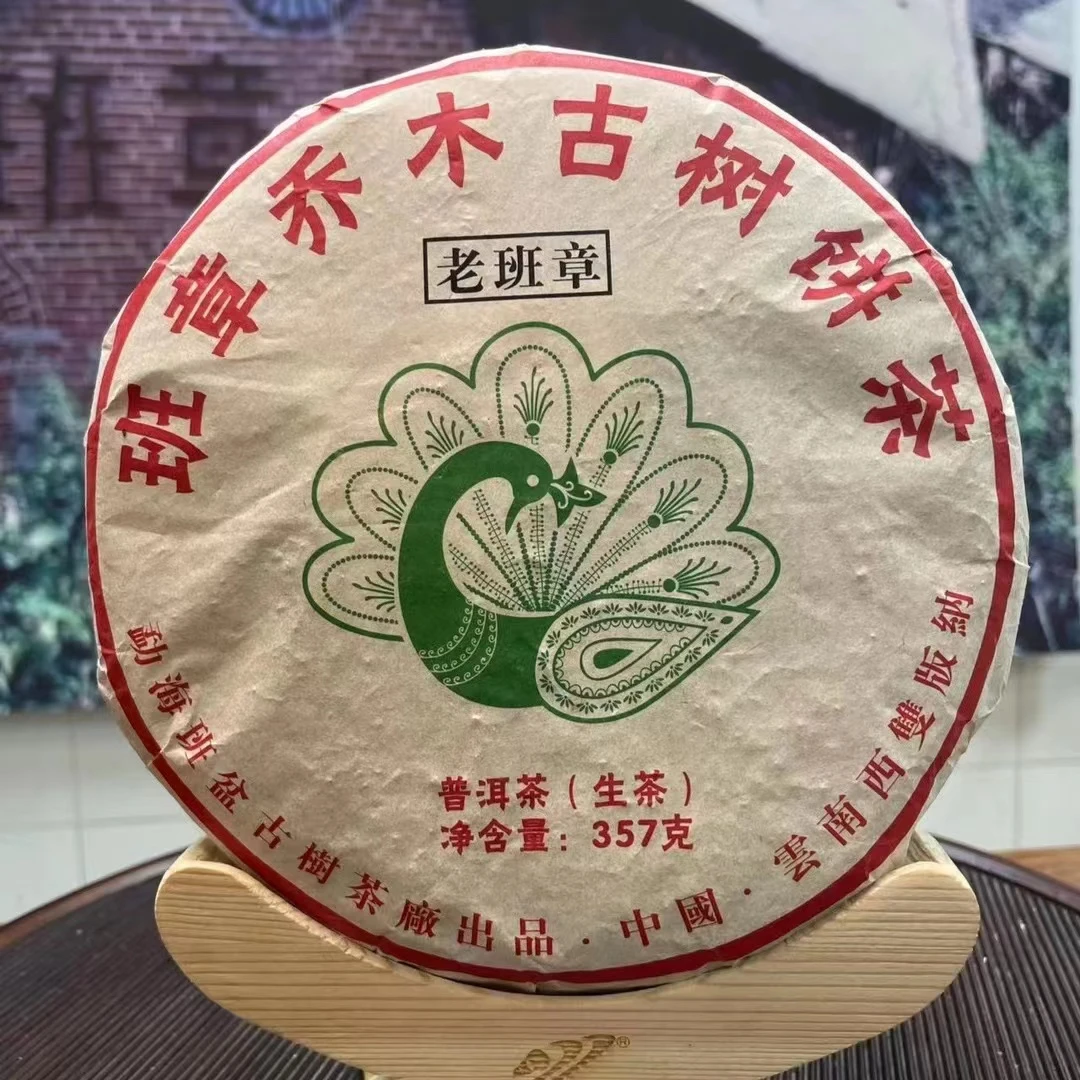 班章乔木古树饼茶
老班章
普洱茶（生茶）
净含量：357克
勐海班盆古樹茶廠出品·中國·雲南西雙版納
®